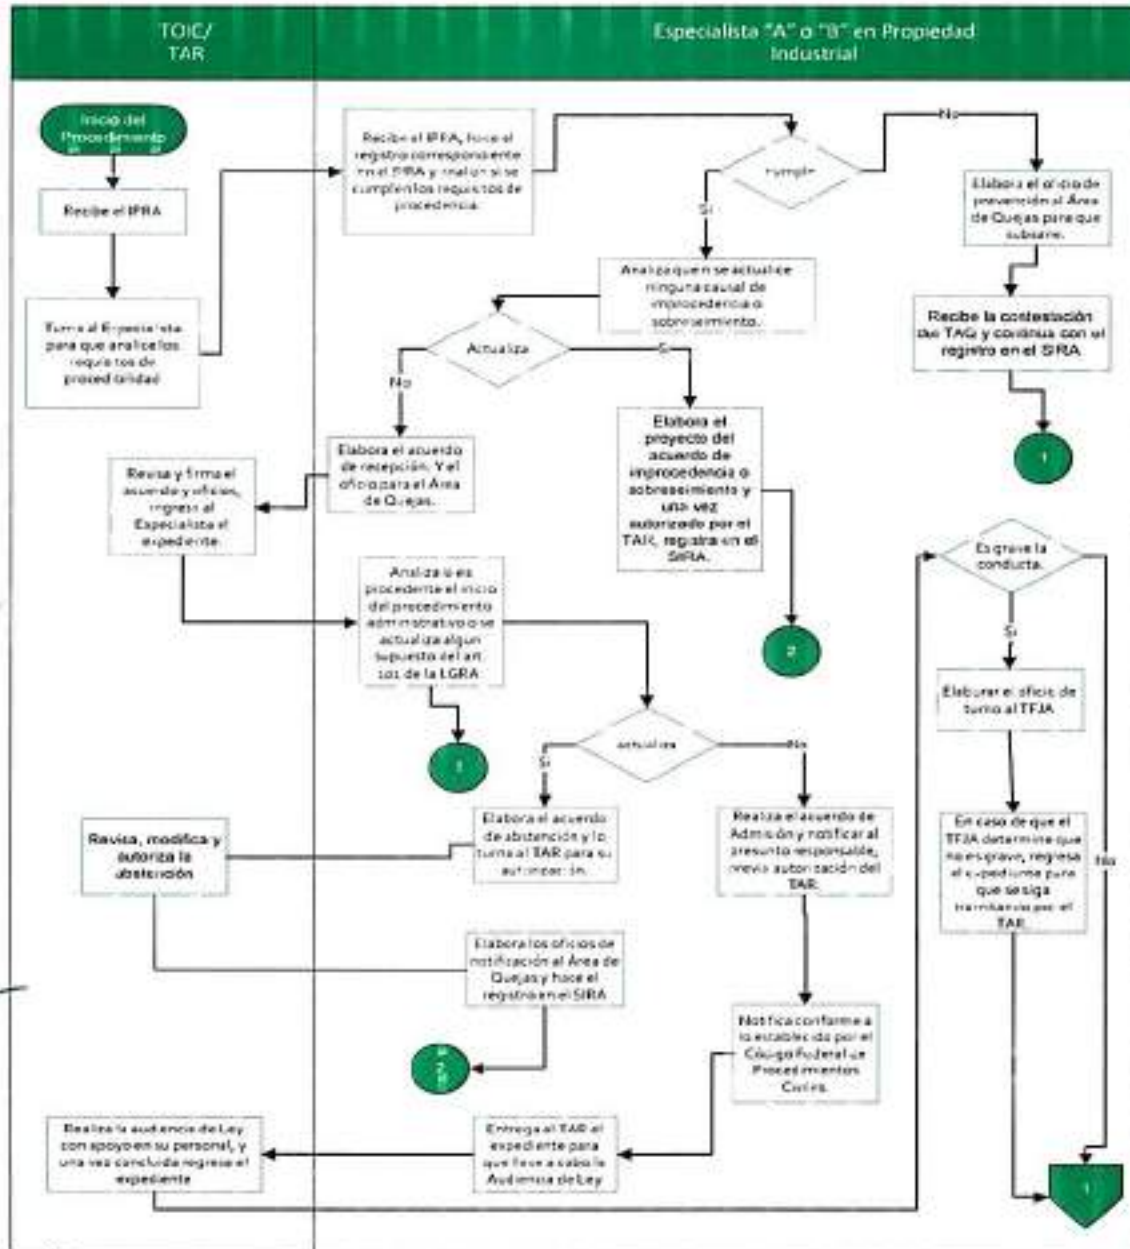 TOIC/
TAR
Especialista "A" o "B" en Propiedad
Industrial
Inicio del
Procedimiento
Recibe el IPRA
Turna al Especialista
para que analice los
requisitos de
procedibilidad
Recibe el IPRA, hace el
registro correspondiente
en el SIRA y analiza si se
cumplen los requisitos de
procedencia.
cumple
No
Si
Elabora el oficio de
prevención al Área
de Quejas para que
subsane.
Recibe la contestación
del TAQ y continua con el
registro en el SIRA
1
Analiza que se actualice
ninguna causal de
improcedencia o
sobreseimiento.
Actualiza
No
Si
Elabora el acuerdo
de recepción. Y el
oficio para el Área
de Quejas.
Elabora el
proyecto del
acuerdo de
improcedencia o
sobreseimiento y
una vez
autorizado por el
TAR, registra en el
SIRA.
2
Revisa y firma el
acuerdo y oficios,
ingresa al
Especialista el
expediente.
Analiza si es
procedente el inicio
del procedimiento
administrativo o se
actualiza algun
supuesto del art
de la LGRA
actualiza
Si
No
Elabora el acuerdo
de abstención y lo
turna al TAR para su
autorización.
Revisa, modifica y
autoriza la
abstención
Realiza el acuerdo de
Admisión y notificar al
presunto responsable,
previa autorización del
TAR.
Elabora los oficios de
notificación al Área de
Quejas y hace el
registro en el SIRA
Notifica conforme a
lo establecido por el
Código Federal de
Procedimientos
Civiles.
Entrega al TAR el
expediente para
que lleve a cabo la
Audiencia de Ley
Realiza la audiencia de Ley
con apoyo en su personal, y
una vez concluida regresa el
expediente
Es grave la
conducta.
Si
No
Elaborar el oficio de
turno al TFJA
En caso de que el
TFJA determine que
no es grave, regresa
el expediente para
que se siga
tramitando por el
TAR.
1